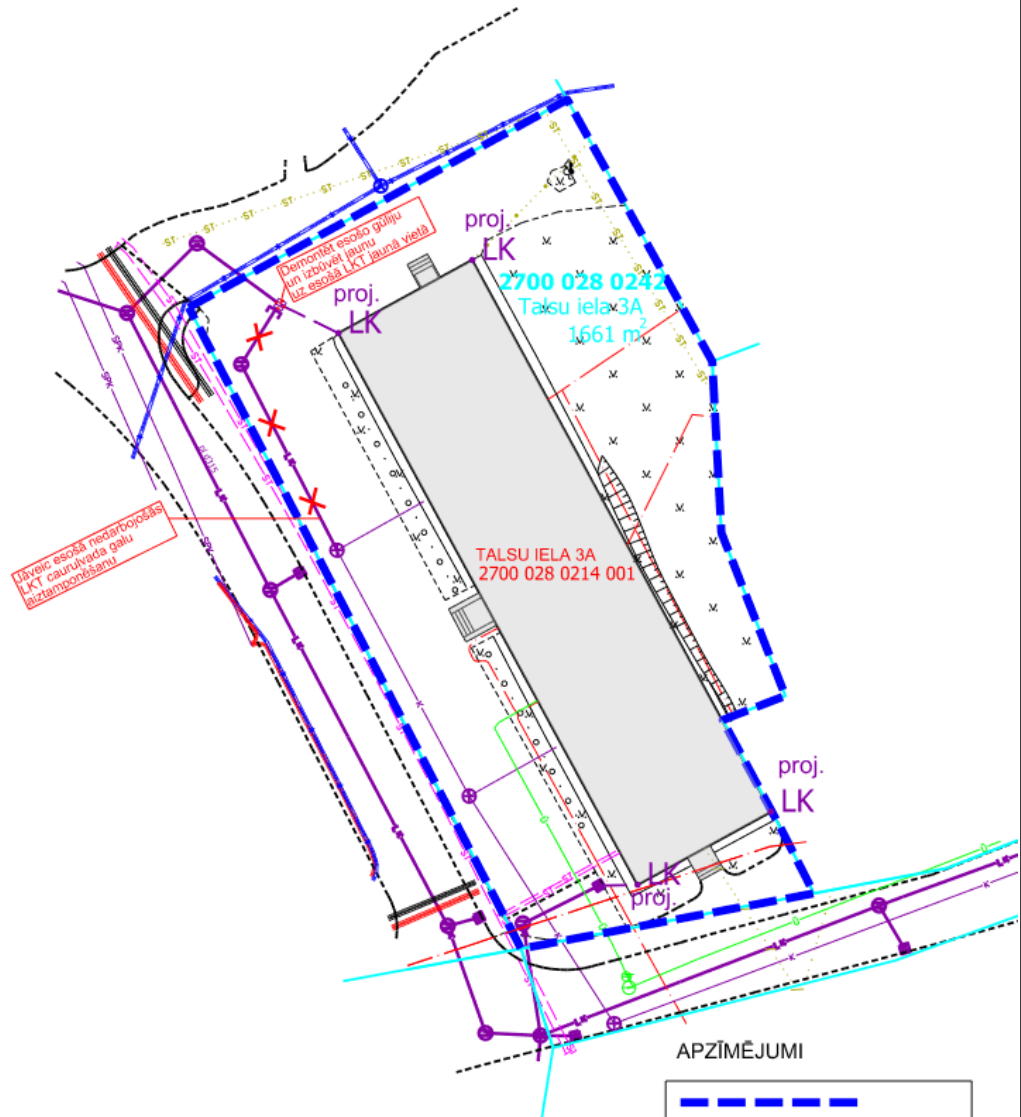 proj.
LK
Demontēt esošo gūliju
un izbūvēt jaunu
uz esošā LKT jaunā vietā
proj.
LK
2700 028 0242
Talsu iela 3A
1661 m²
Jāveic esošā nedarbojošās
LKT cauruļvada galu
aiztamponēšanu
TALSU IELA 3A
2700 028 0214 001
proj.
LK
LK
proj.
APZĪMĒJUMI